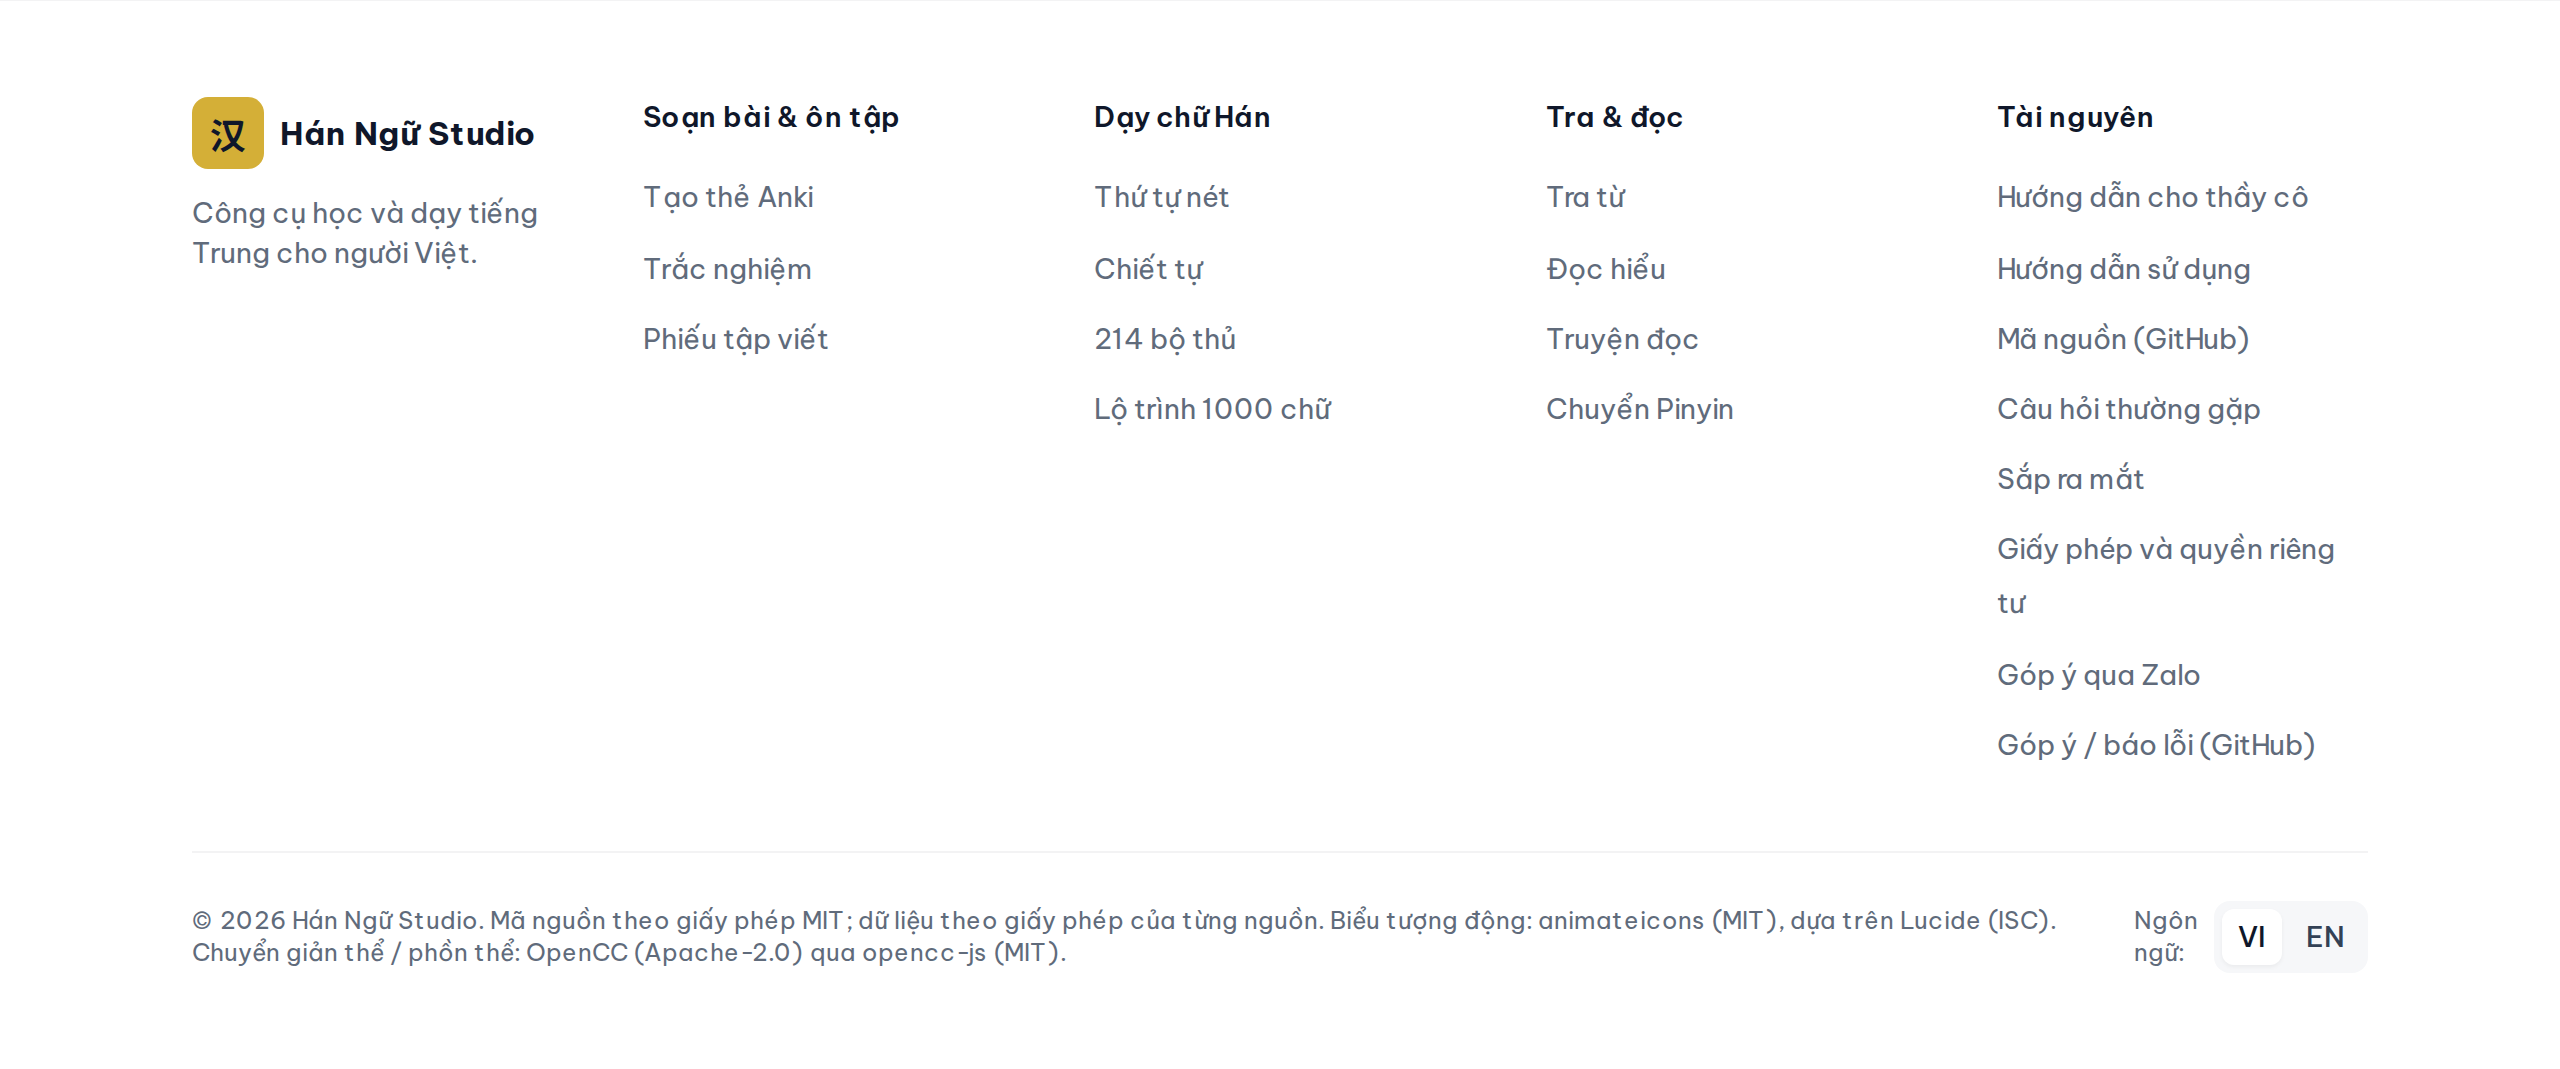 汉 Hán Ngữ Studio
Công cụ học và dạy tiếng
Trung cho người Việt.
Soạn bài & ôn tập
Tạo thẻ Anki
Trắc nghiệm
Phiếu tập viết
Dạy chữ Hán
Thứ tự nét
Chiết tự
214 bộ thủ
Lộ trình 1000 chữ
Tra & đọc
Tra từ
Đọc hiểu
Truyện đọc
Chuyển Pinyin
Tài nguyên
Hướng dẫn cho thầy cô
Hướng dẫn sử dụng
Mã nguồn (GitHub)
Câu hỏi thường gặp
Sắp ra mắt
Giấy phép và quyền riêng
tư
Góp ý qua Zalo
Góp ý / báo lỗi (GitHub)
© 2026 Hán Ngữ Studio. Mã nguồn theo giấy phép MIT; dữ liệu theo giấy phép của từng nguồn. Biểu tượng động: animateicons (MIT), dựa trên Lucide (ISC).
Chuyển giản thể / phồn thể: OpenCC (Apache-2.0) qua opencc-js (MIT).
Ngôn
ngữ:
VI EN